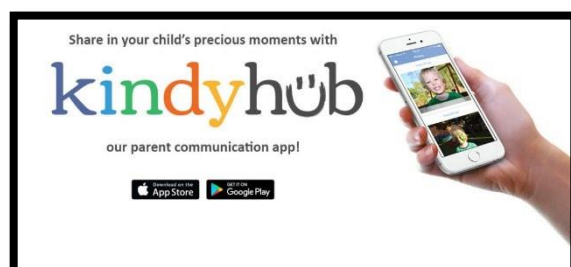 Share in your child's precious moments with
kindyhub
our parent communication app!
Download on the
App Store
GET IT ON
Google Play